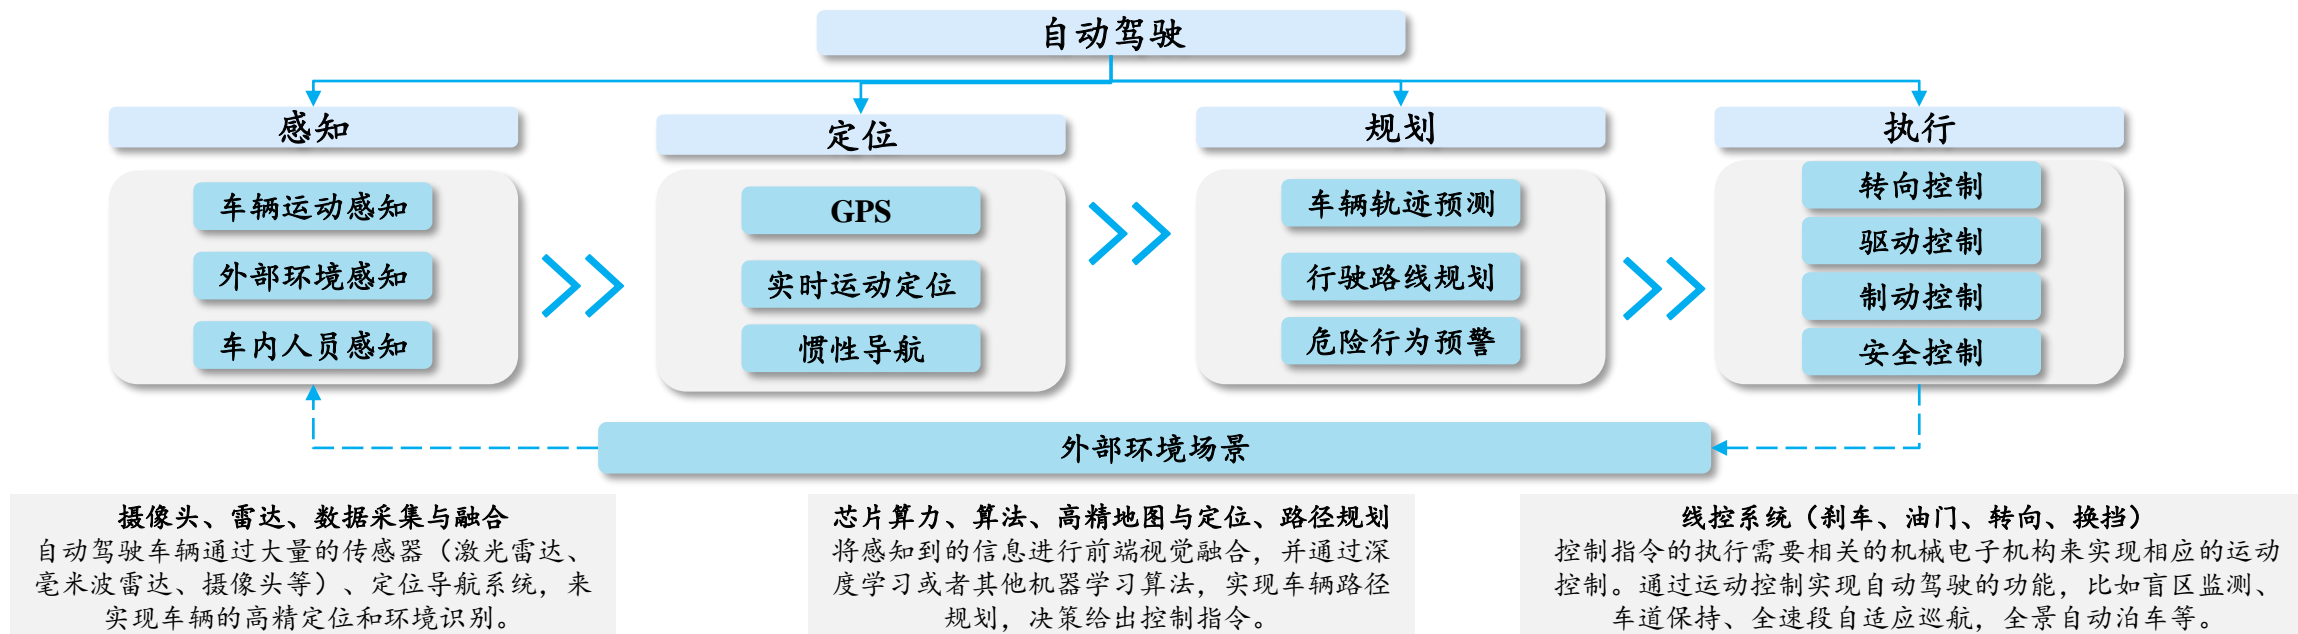 自动驾驶
感知
定位
规划
执行
车辆运动感知
外部环境感知
车内人员感知
GPS
实时运动定位
惯性导航
车辆轨迹预测
行驶路线规划
危险行为预警
转向控制
驱动控制
制动控制
安全控制
外部环境场景
摄像头、雷达、数据采集与融合
自动驾驶车辆通过大量的传感器（激光雷达、
毫米波雷达、摄像头等）、定位导航系统，来
实现车辆的高精定位和环境识别。
芯片算力、算法、高精地图与定位、路径规划
将感知到的信息进行前端视觉融合，并通过深
度学习或者其他机器学习算法，实现车辆路径
规划，决策给出控制指令。
线控系统（刹车、油门、转向、换挡）
控制指令的执行需要相关的机械电子机构来实现相应的运动
控制。通过运动控制实现自动驾驶的功能，比如盲区监测、
车道保持、全速段自适应巡航，全景自动泊车等。